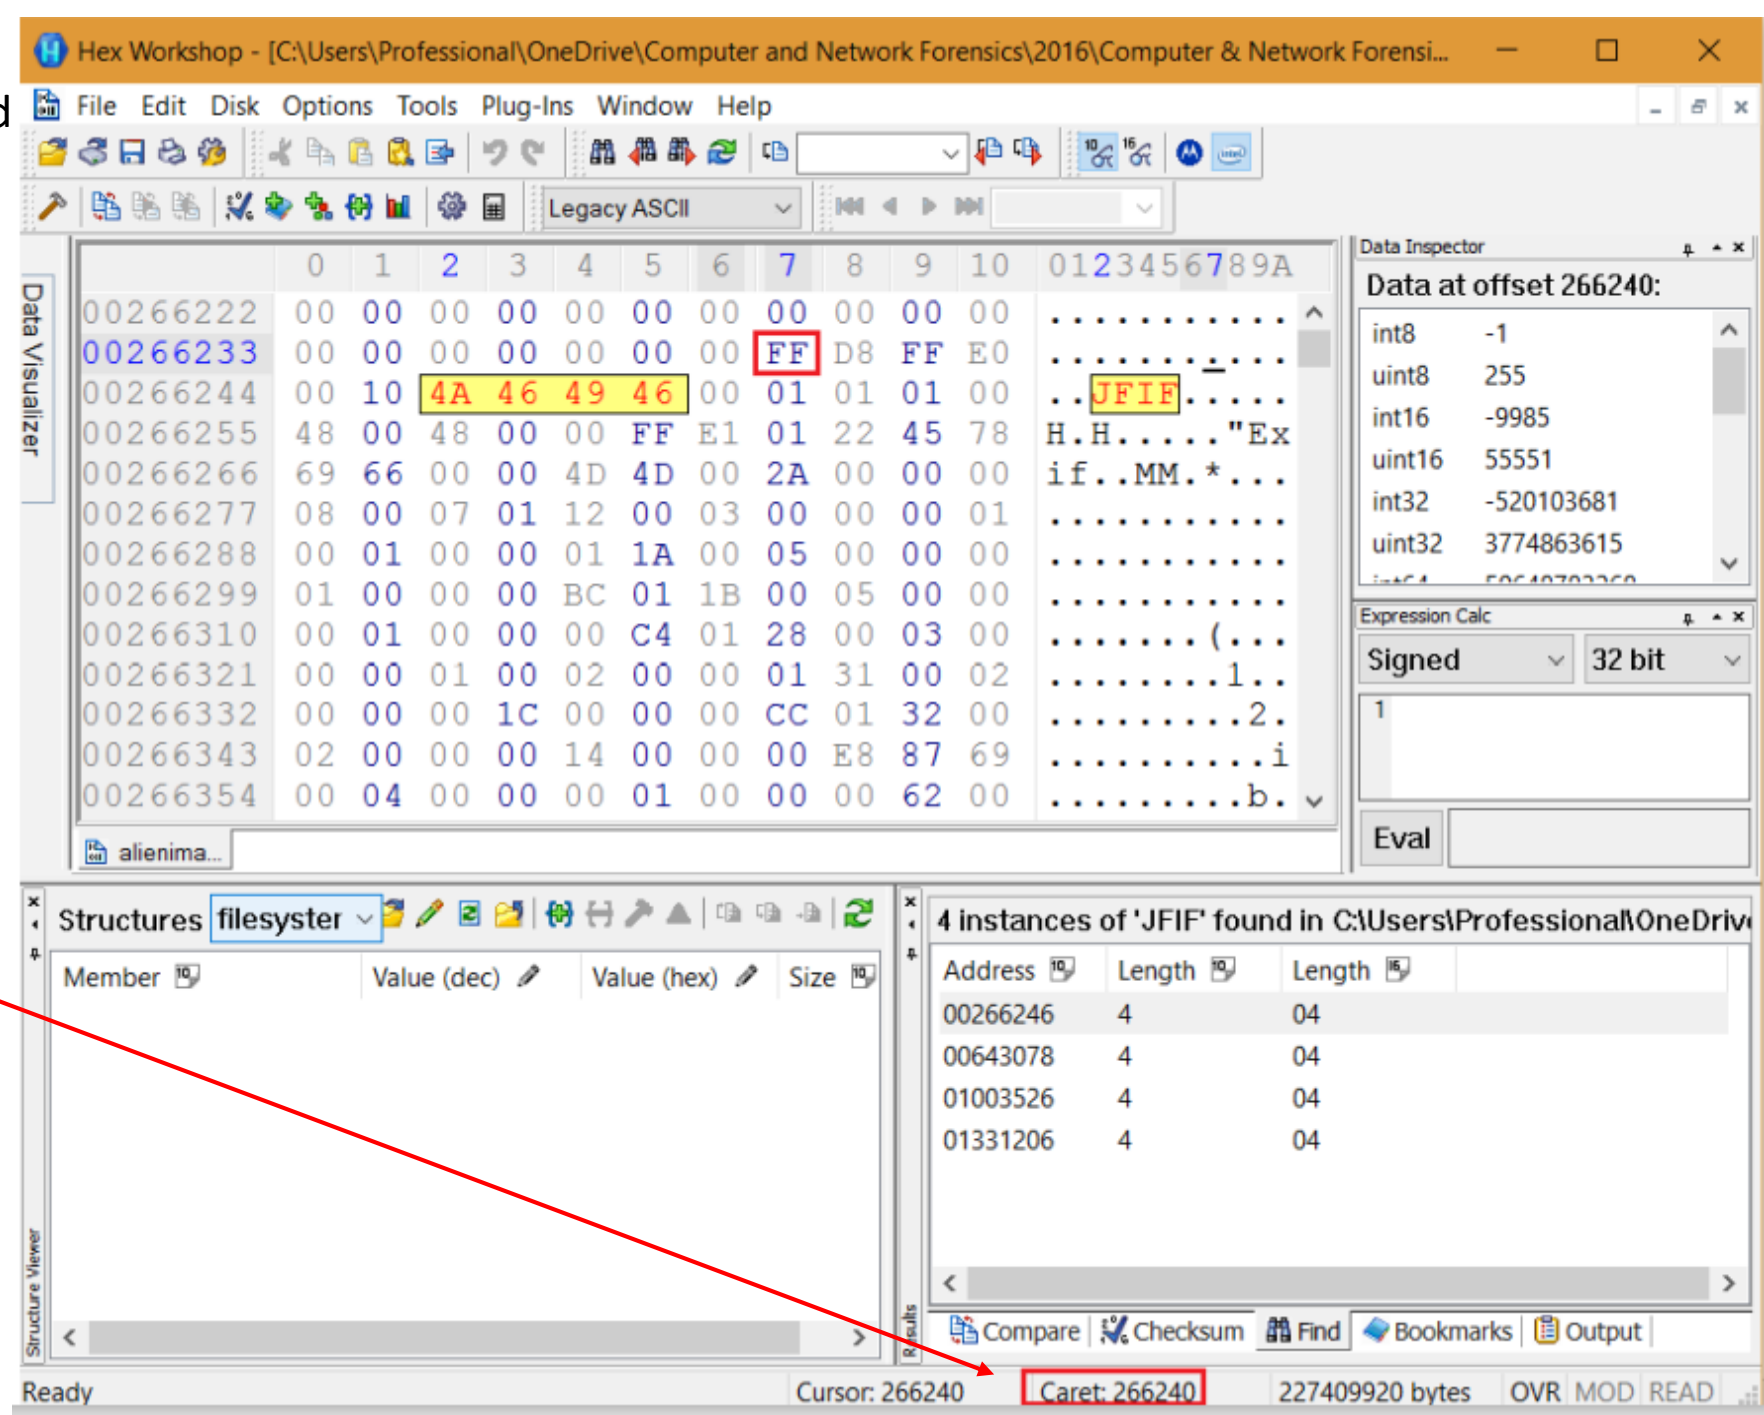 Hex Workshop - [C:\Users\Professional\OneDrive\Computer and Network Forensics\2016\Computer & Network Forensi...
File Edit Disk Options Tools Plug-Ins Window Help
Legacy ASCII
Data Visualizer
0 1 2 3 4 5 6 7 8 9 10 0123456789A
00266222 00 00 00 00 00 00 00 00 00 00 00 ...........
00266233 00 00 00 00 00 00 00 FF D8 FF E0 ...........
00266244 00 10 4A 46 49 46 00 01 01 01 00 ..JFIF.....
00266255 48 00 48 00 00 FF E1 01 22 45 78 H.H....."Ex
00266266 69 66 00 00 4D 4D 00 2A 00 00 00 if..MM.*...
00266277 08 00 07 01 12 00 03 00 00 00 01 ...........
00266288 00 01 00 00 01 1A 00 05 00 00 00 ...........
00266299 01 00 00 00 BC 01 1B 00 05 00 00 ...........
00266310 00 01 00 00 00 C4 01 28 00 03 00 .......(...
00266321 00 00 01 00 02 00 00 01 31 00 02 ........1..
00266332 00 00 00 1C 00 00 00 CC 01 32 00 .........2.
00266343 02 00 00 00 14 00 00 00 E8 87 69 ..........i
00266354 00 04 00 00 00 01 00 00 00 62 00 .........b.
alienima...
Data Inspector
Data at offset 266240:
int8 -1
uint8 255
int16 -9985
uint16 55551
int32 -520103681
uint32 3774863615
Expression Calc
Signed 32 bit
1
Eval
Structures filesyster
Member Value (dec) Value (hex) Size
Structure Viewer
4 instances of 'JFIF' found in C:\Users\Professional\OneDriv
Address Length Length
00266246 4 04
00643078 4 04
01003526 4 04
01331206 4 04
Results
Compare Checksum Find Bookmarks Output
Ready Cursor: 266240 Caret: 266240 227409920 bytes OVR MOD READ